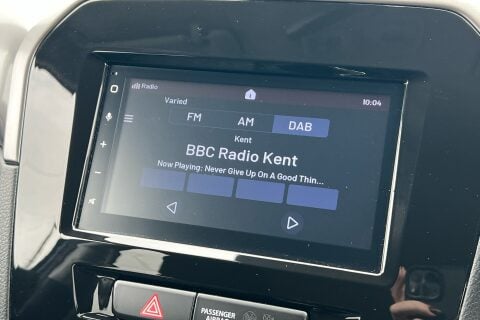 Radio
10:04
Varied
FM AM DAB
Kent
BBC Radio Kent
Now Playing: Never Give Up On A Good Thin...
PASSENGER
AIRBAG